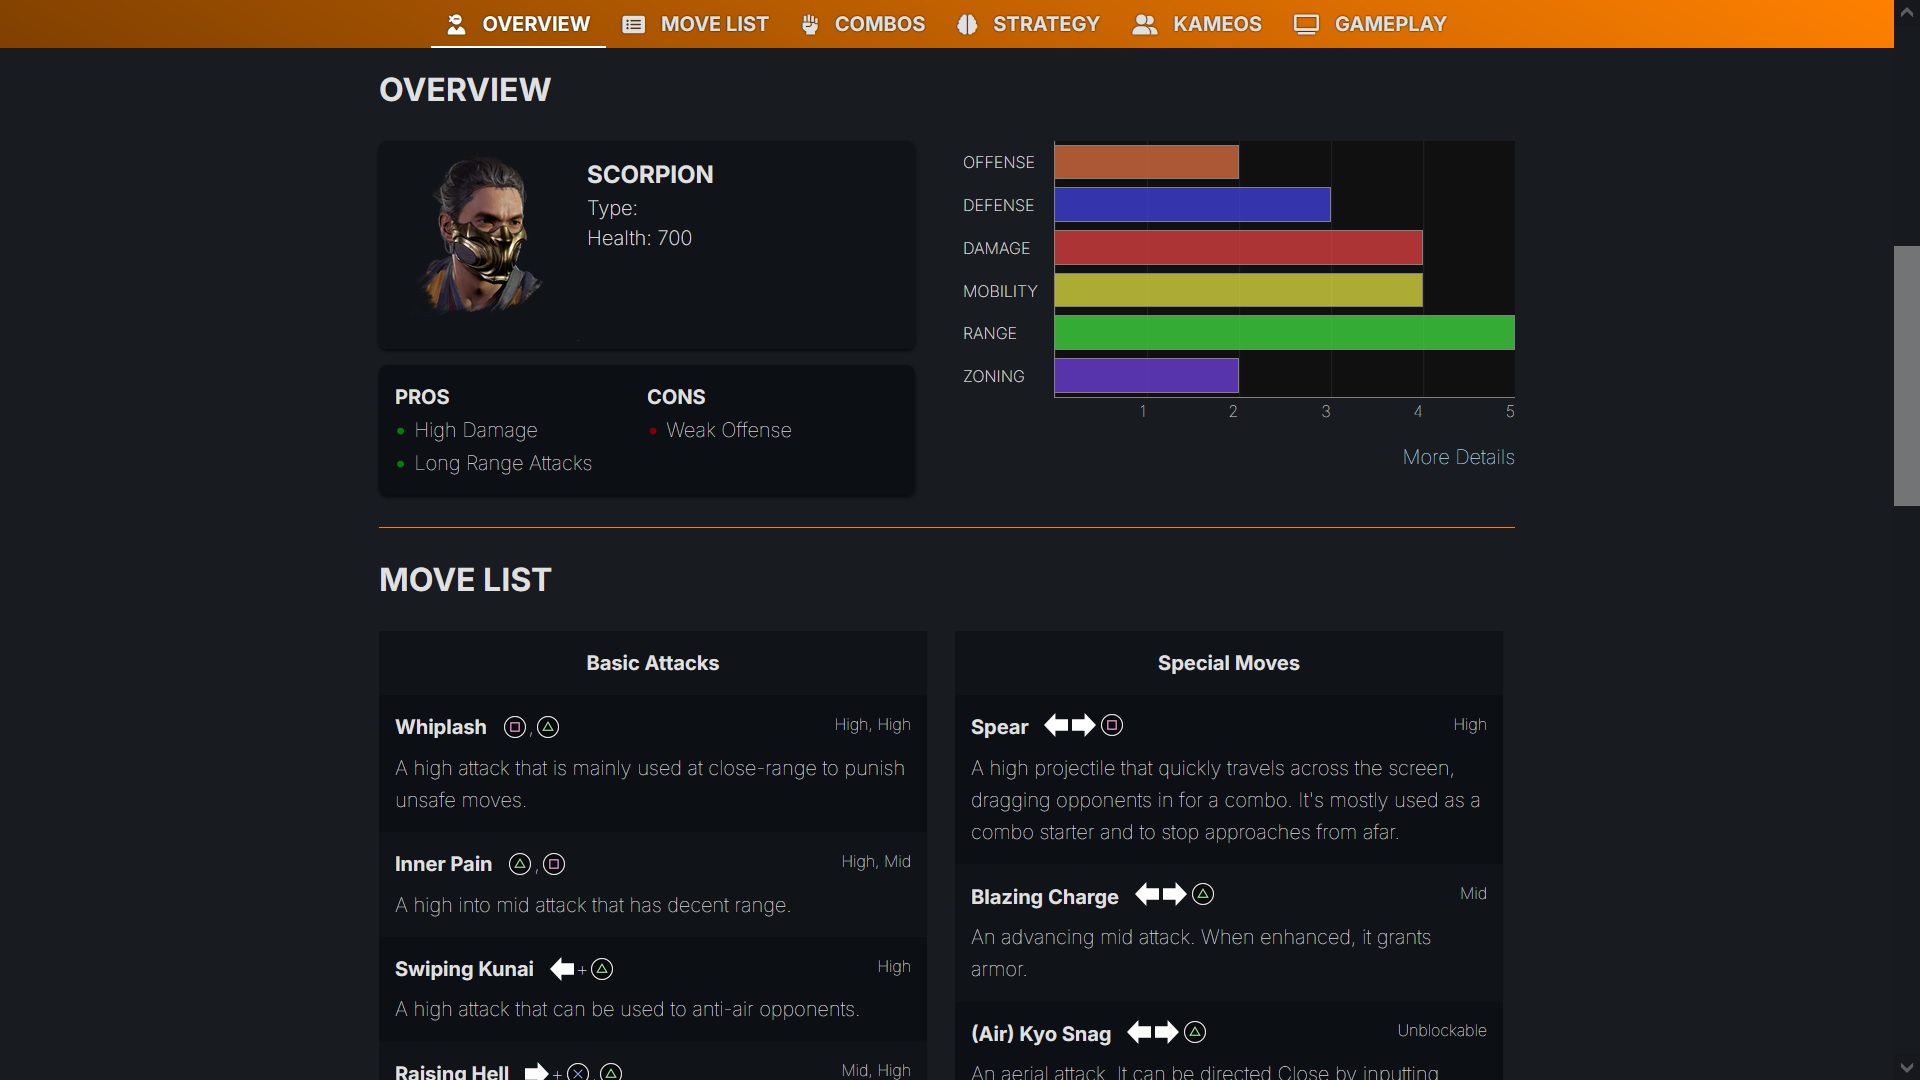 OVERVIEW MOVE LIST COMBOS STRATEGY KAMEOS GAMEPLAY
OVERVIEW
SCORPION
Type:
Health: 700
PROS
High Damage
Long Range Attacks
CONS
Weak Offense
OFFENSE
DEFENSE
DAMAGE
MOBILITY
RANGE
ZONING
1 2 3 4 5
More Details
MOVE LIST
Basic Attacks
Whiplash , High, High
A high attack that is mainly used at close-range to punish
unsafe moves.
Inner Pain , High, Mid
A high into mid attack that has decent range.
Swiping Kunai + High
A high attack that can be used to anti-air opponents.
Raising Hell + , Mid, High
Special Moves
Spear High
A high projectile that quickly travels across the screen,
dragging opponents in for a combo. It's mostly used as a
combo starter and to stop approaches from afar.
Blazing Charge Mid
An advancing mid attack. When enhanced, it grants
armor.
(Air) Kyo Snag Unblockable
An aerial attack. It can be directed Close by inputting